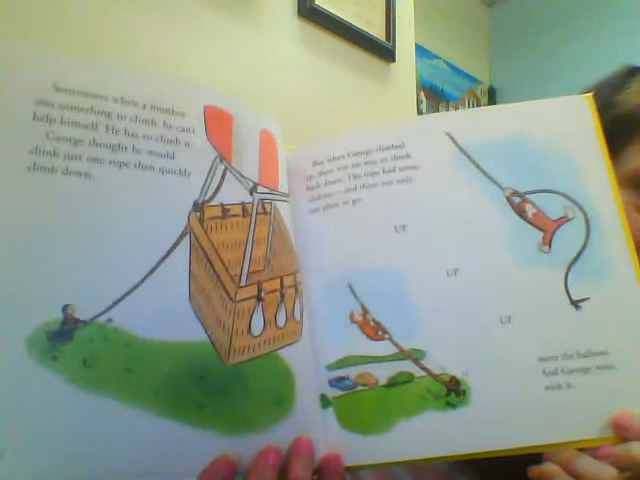 Sometimes when a monkey
sees something to climb, he can't
help himself. He has to climb it.
George thought he would
climb just one rope then quickly
climb down.
But when George climbed
up, there was no way to climb
back down. The rope had come
undone—and there was only
one place to go.
UP
UP
UP
went the balloon.
And George went
with it.